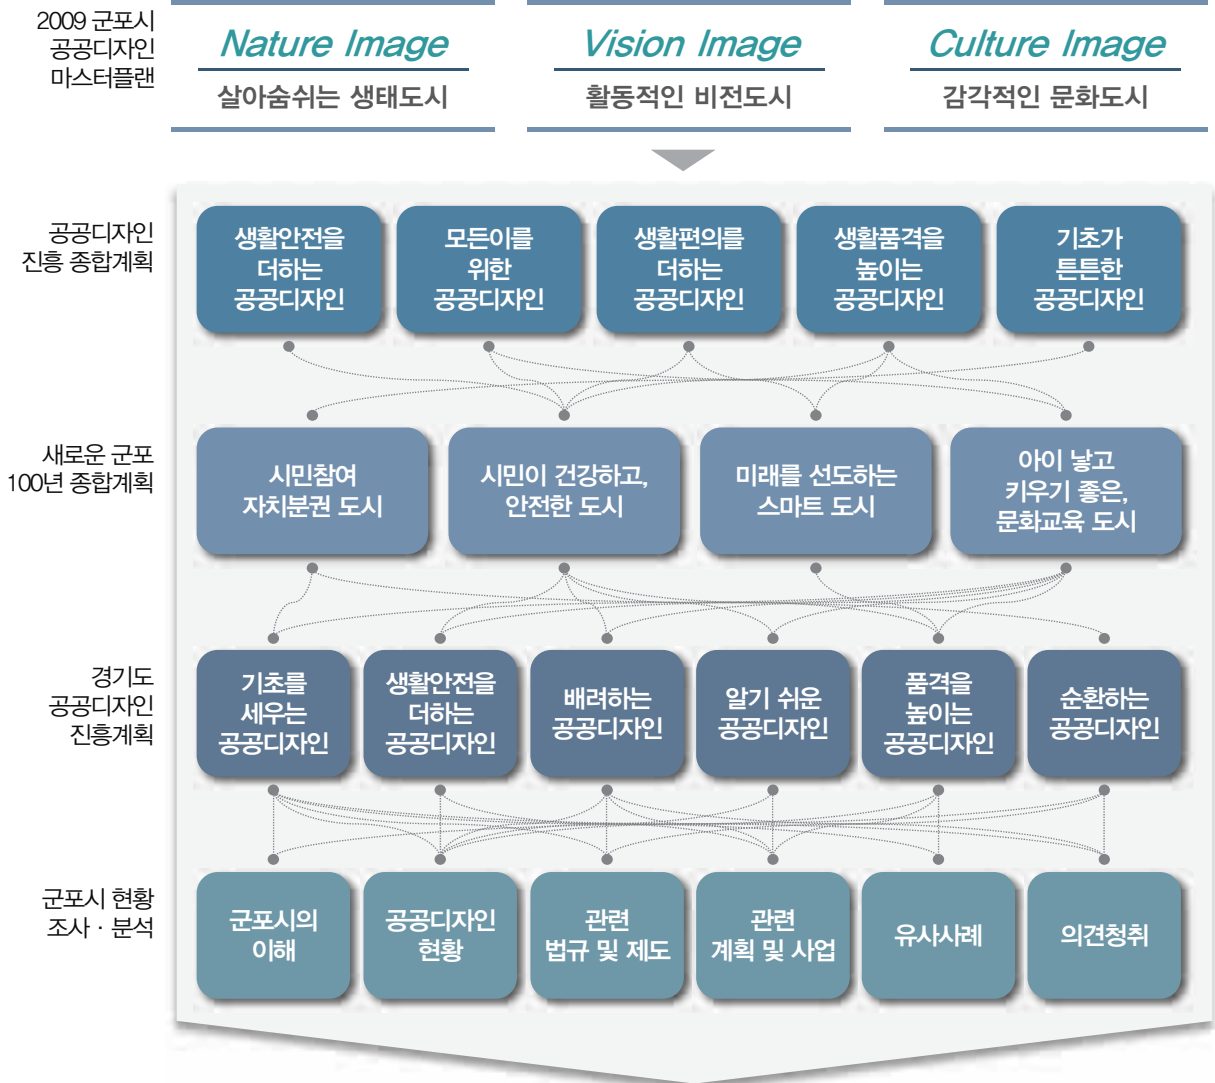 2009 군포시
공공디자인
마스터플랜
Nature Image
살아숨쉬는 생태도시
Vision Image
활동적인 비전도시
Culture Image
감각적인 문화도시
공공디자인
진흥 종합계획
생활안전을
더하는
공공디자인
모든이를
위한
공공디자인
생활편의를
더하는
공공디자인
생활품격을
높이는
공공디자인
기초가
튼튼한
공공디자인
새로운 군포
100년 종합계획
시민참여
자치분권 도시
시민이 건강하고,
안전한 도시
미래를 선도하는
스마트 도시
아이 낳고
키우기 좋은,
문화교육 도시
경기도
공공디자인
진흥계획
기초를
세우는
공공디자인
생활안전을
더하는
공공디자인
배려하는
공공디자인
알기 쉬운
공공디자인
품격을
높이는
공공디자인
순환하는
공공디자인
군포시 현황
조사 · 분석
군포시의
이해
공공디자인
현황
관련
법규 및 제도
관련
계획 및 사업
유사사례
의견청취